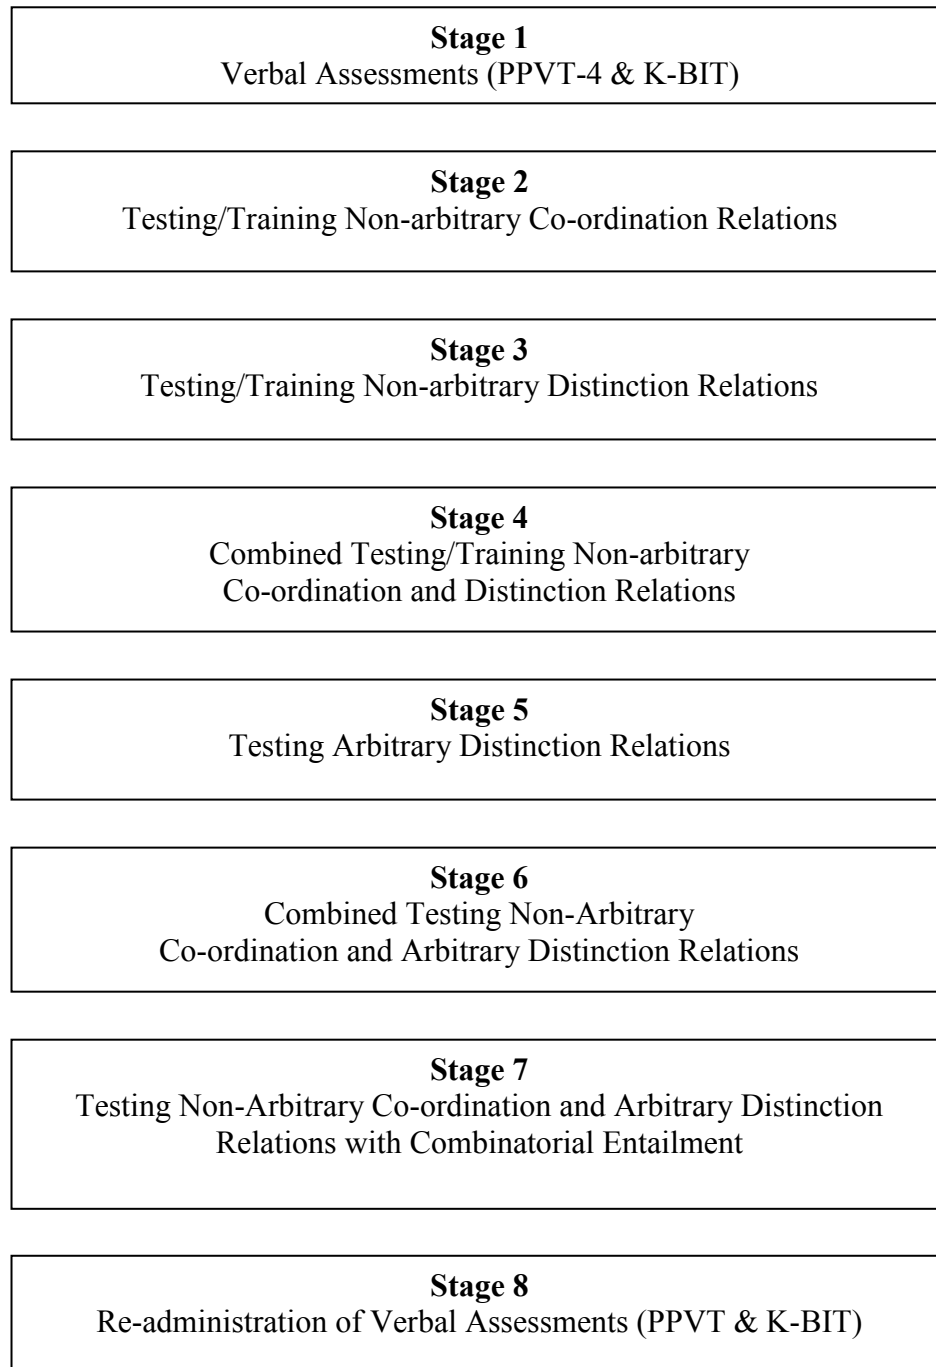 Stage 1
Verbal Assessments (PPVT-4 & K-BIT)
Stage 2
Testing/Training Non-arbitrary Co-ordination Relations
Stage 3
Testing/Training Non-arbitrary Distinction Relations
Stage 4
Combined Testing/Training Non-arbitrary
Co-ordination and Distinction Relations
Stage 5
Testing Arbitrary Distinction Relations
Stage 6
Combined Testing Non-Arbitrary
Co-ordination and Arbitrary Distinction Relations
Stage 7
Testing Non-Arbitrary Co-ordination and Arbitrary Distinction
Relations with Combinatorial Entailment
Stage 8
Re-administration of Verbal Assessments (PPVT & K-BIT)